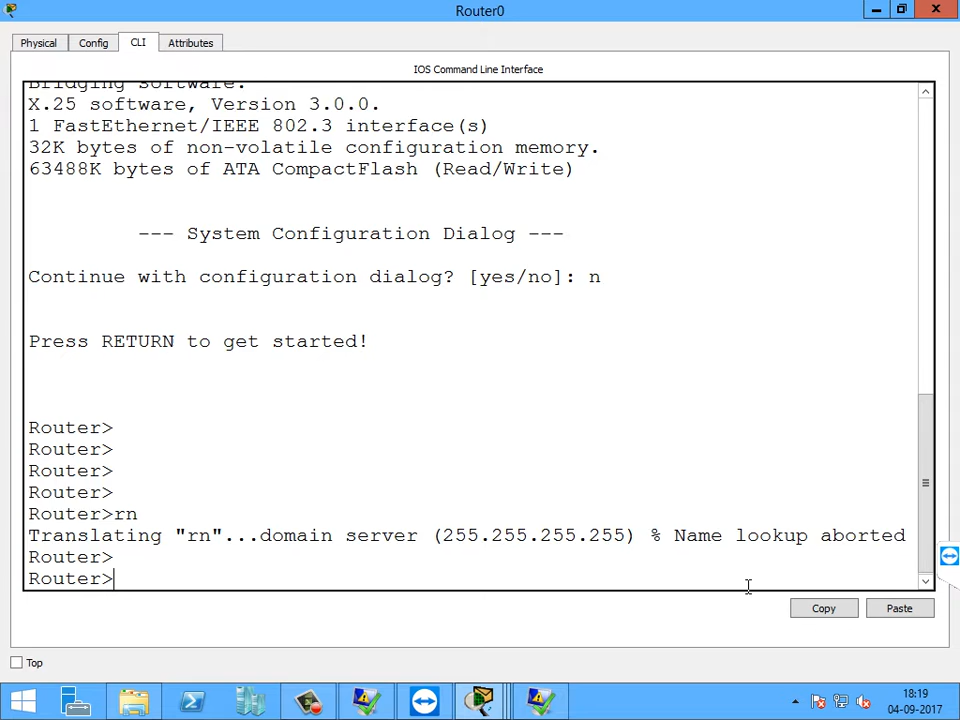 Router0
Physical Config CLI Attributes
IOS Command Line Interface
Bridging software.
X.25 software, Version 3.0.0.
1 FastEthernet/IEEE 802.3 interface(s)
32K bytes of non-volatile configuration memory.
63488K bytes of ATA CompactFlash (Read/Write)
--- System Configuration Dialog ---
Continue with configuration dialog? [yes/no]: n
Press RETURN to get started!
Router>
Router>
Router>
Router>
Router>rn
Translating "rn"...domain server (255.255.255.255) % Name lookup aborted
Router>
Router>
Copy Paste
Top
18:19
04-09-2017